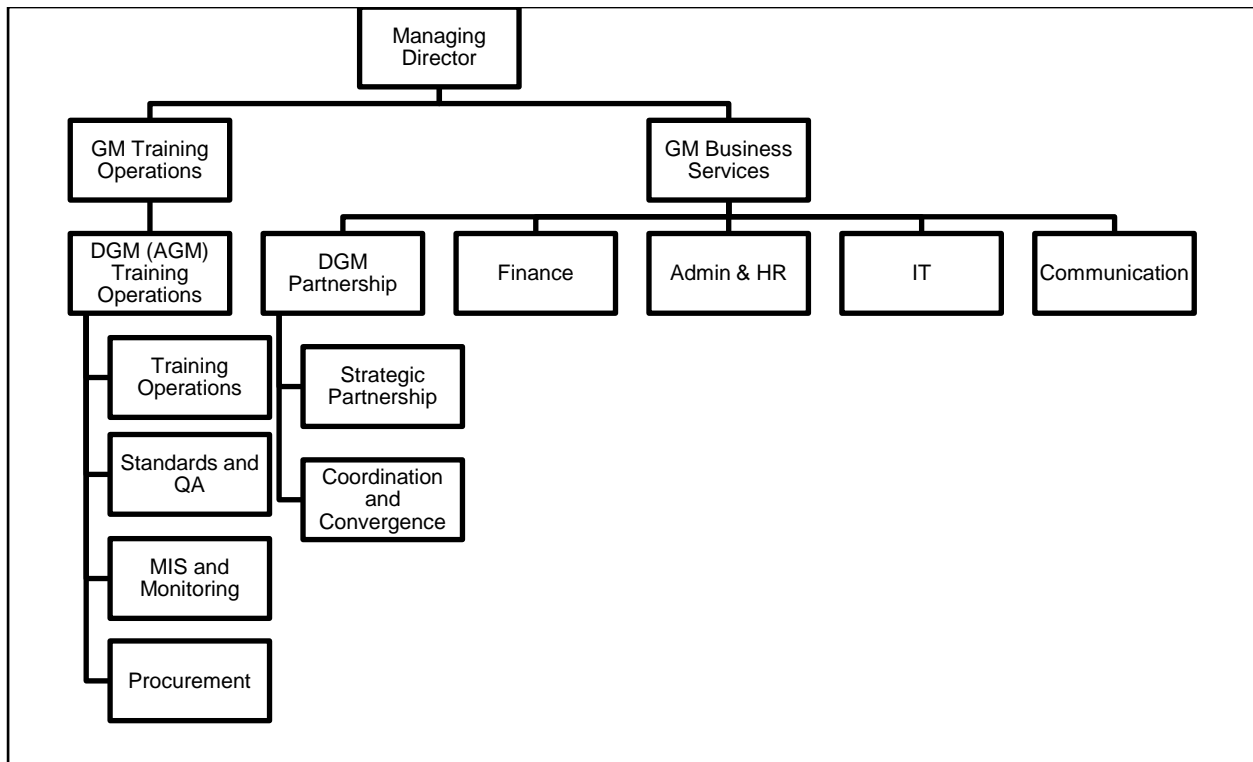 Managing
Director
GM Training
Operations
GM Business
Services
DGM (AGM)
Training
Operations
DGM
Partnership
Finance
Admin & HR
IT
Communication
Training
Operations
Strategic
Partnership
Standards and
QA
Coordination
and
Convergence
MIS and
Monitoring
Procurement